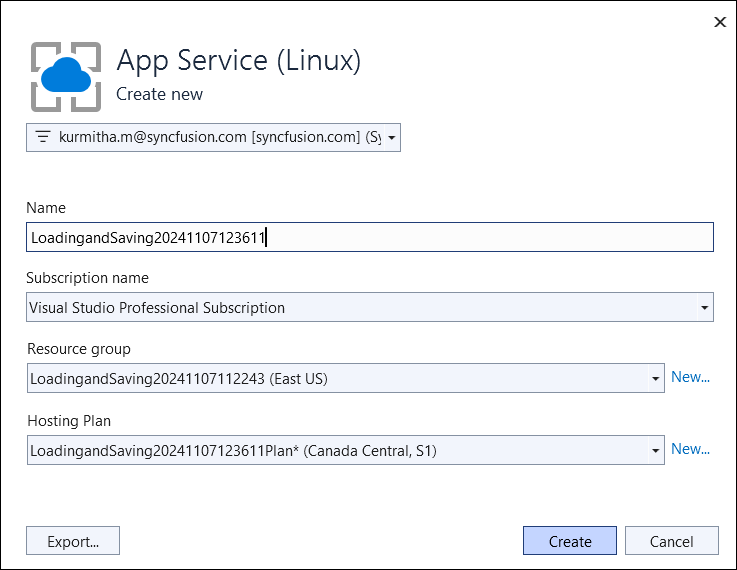 App Service (Linux)
Create new
kurmitha.m@syncfusion.com [syncfusion.com] (Sy
Name
LoadingandSaving20241107123611
Subscription name
Visual Studio Professional Subscription
Resource group
LoadingandSaving20241107112243 (East US)
New...
Hosting Plan
LoadingandSaving20241107123611Plan* (Canada Central, S1)
New...
Export...
Create
Cancel